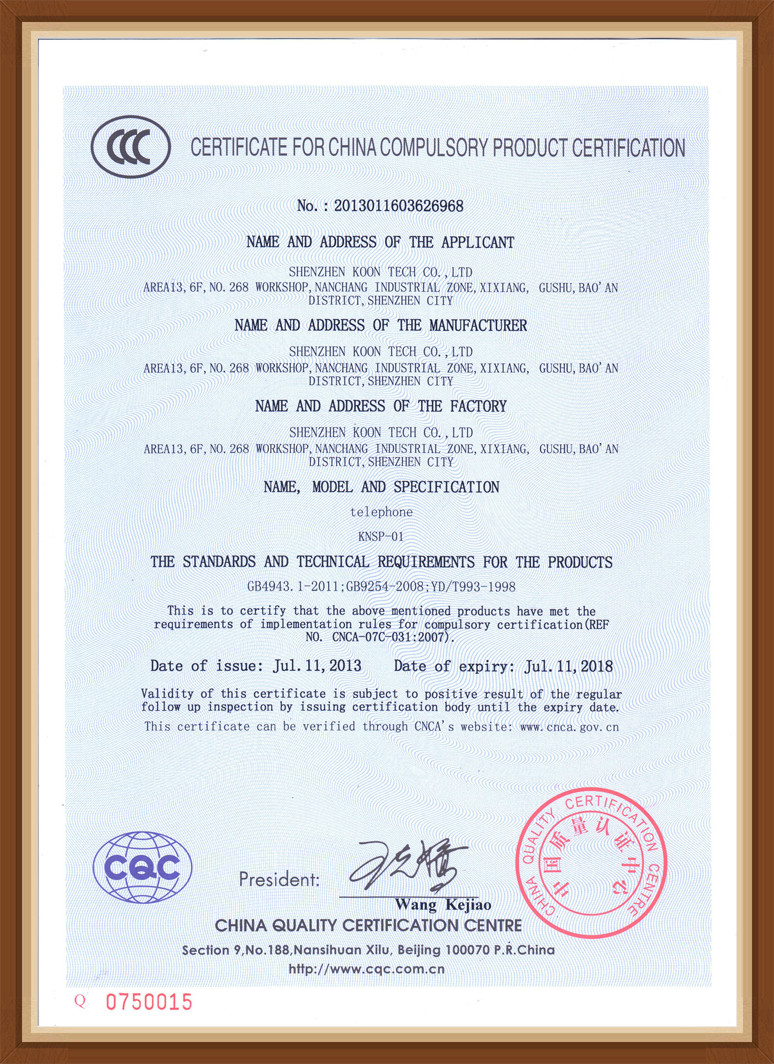 CCC
CERTIFICATE FOR CHINA COMPULSORY PRODUCT CERTIFICATION
No.: 2013011603626968
NAME AND ADDRESS OF THE APPLICANT
SHENZHEN KOON TECH CO.,LTD
AREA13,6F,NO.268 WORKSHOP,NANCHANG INDUSTRIAL ZONE,XIXIANG, GUSHU,BAO'AN
DISTRICT,SHENZHEN CITY
NAME AND ADDRESS OF THE MANUFACTURER
SHENZHEN KOON TECH CO.,LTD
AREA13,6F,NO.268 WORKSHOP,NANCHANG INDUSTRIAL ZONE,XIXIANG, GUSHU,BAO'AN
DISTRICT,SHENZHEN CITY
NAME AND ADDRESS OF THE FACTORY
SHENZHEN KOON TECH CO.,LTD
AREA13,6F,NO.268 WORKSHOP,NANCHANG INDUSTRIAL ZONE,XIXIANG, GUSHU,BAO'AN
DISTRICT,SHENZHEN CITY
NAME, MODEL AND SPECIFICATION
telephone
KNSP-01
THE STANDARDS AND TECHNICAL REQUIREMENTS FOR THE PRODUCTS
GB4943.1-2011;GB9254-2008;YD/T993-1998
This is to certify that the above mentioned products have met the
requirements of implementation rules for compulsory certification(REF
NO. CNCA-07C-031:2007).
Date of issue: Jul.11,2013 Date of expiry: Jul.11,2018
Validity of this certificate is subject to positive result of the regular
follow up inspection by issuing certification body until the expiry date.
This certificate can be verified through CNCA's website: www.cnca.gov.cn
CHINA QUALITY CERTIFICATION CENTRE
中国质量认证中心
CQC
President: 王克娇
Wang Kejiao
CHINA QUALITY CERTIFICATION CENTRE
Section 9,No.188,Nansihuan Xilu, Beijing 100070 P.R.China
http://www.cqc.com.cn
Q 0750015